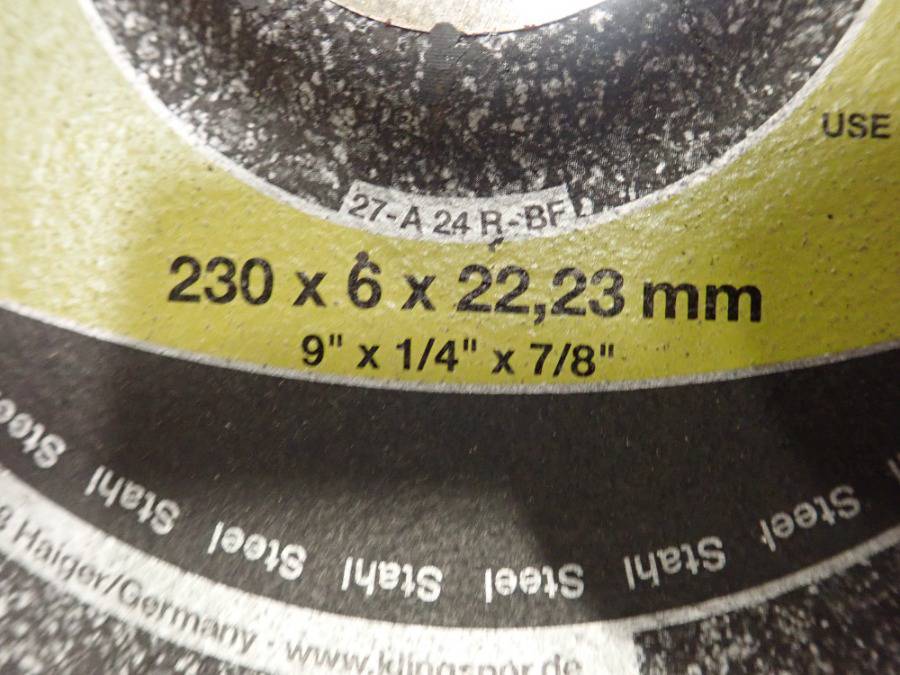 USE
27-A 24 R-BF
230 x 6 x 22,23 mm
9" x 1/4" x 7/8"
Steel Stahl Steel Stahl Steel Stahl Steel
8 Haiger/Germany - www.klingspor.de